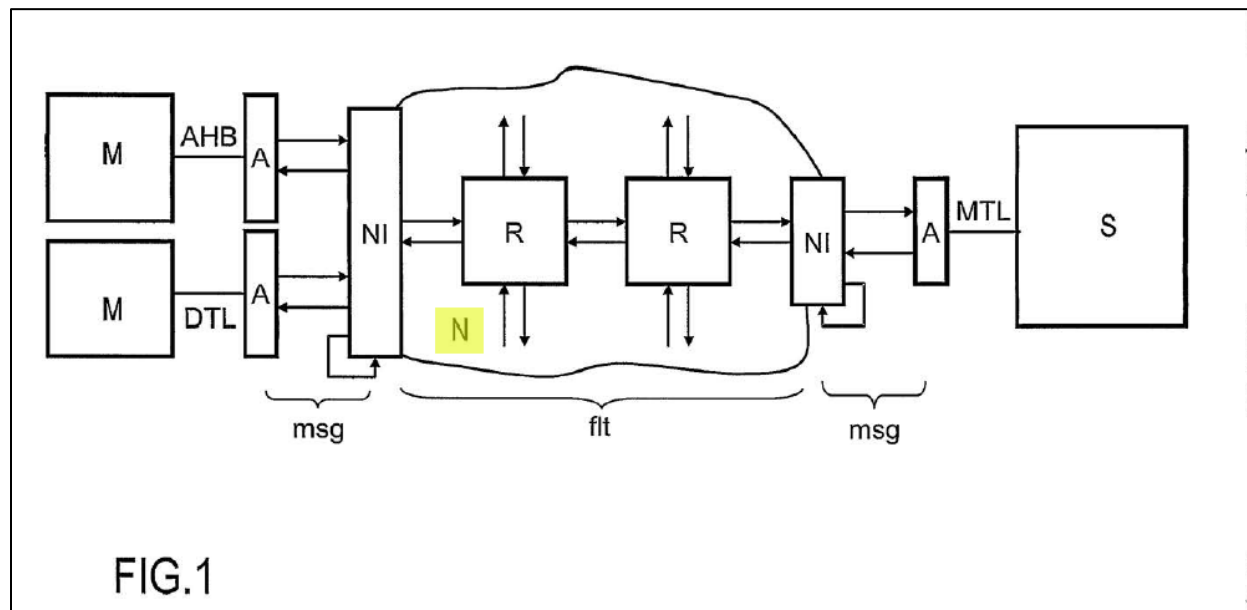 M AHB A
NI R R NI A MTL S
M DTL A
N
msg flt msg
FIG.1